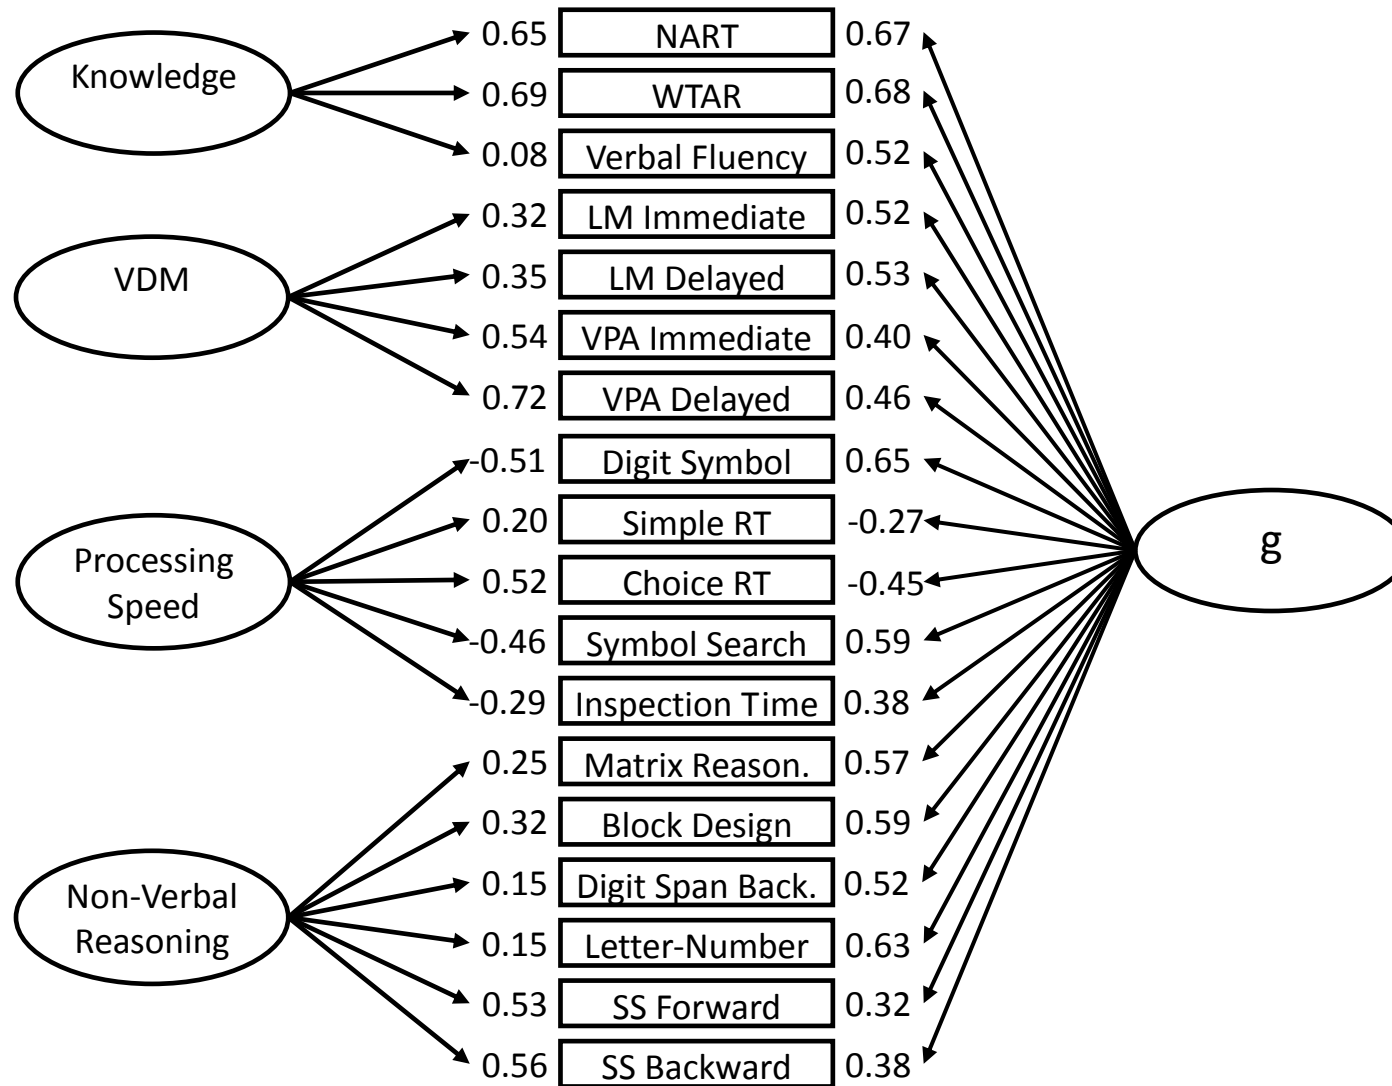 0.65 NART 0.67
Knowledge
0.69 WTAR 0.68
0.08 Verbal Fluency 0.52
0.32 LM Immediate 0.52
VDM
0.35 LM Delayed 0.53
0.54 VPA Immediate 0.40
0.72 VPA Delayed 0.46
-0.51 Digit Symbol 0.65
0.20 Simple RT -0.27
Processing
Speed
0.52 Choice RT -0.45
g
-0.46 Symbol Search 0.59
-0.29 Inspection Time 0.38
0.25 Matrix Reason. 0.57
0.32 Block Design 0.59
Non-Verbal
Reasoning
0.15 Digit Span Back. 0.52
0.15 Letter-Number 0.63
0.53 SS Forward 0.32
0.56 SS Backward 0.38